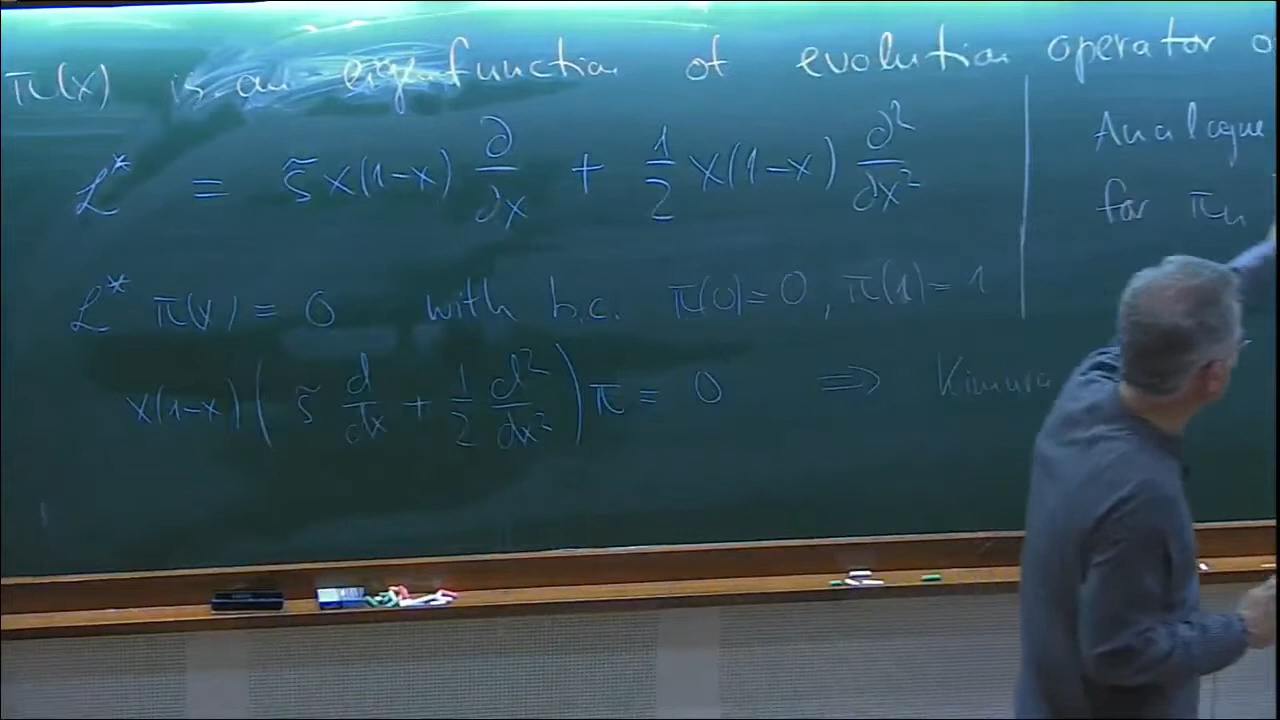 π(x) is an eigenfunction of evolution operator
L* = s̃ x(1-x) ∂/∂x + 1/2 x(1-x) ∂²/∂x²
L* π(x) = 0 with b.c. π(0)=0, π(1)=1
x(1-x) ( s̃ d/dx + 1/2 d²/dx² ) π = 0 ⇒ Kimura
Analogue
for πn